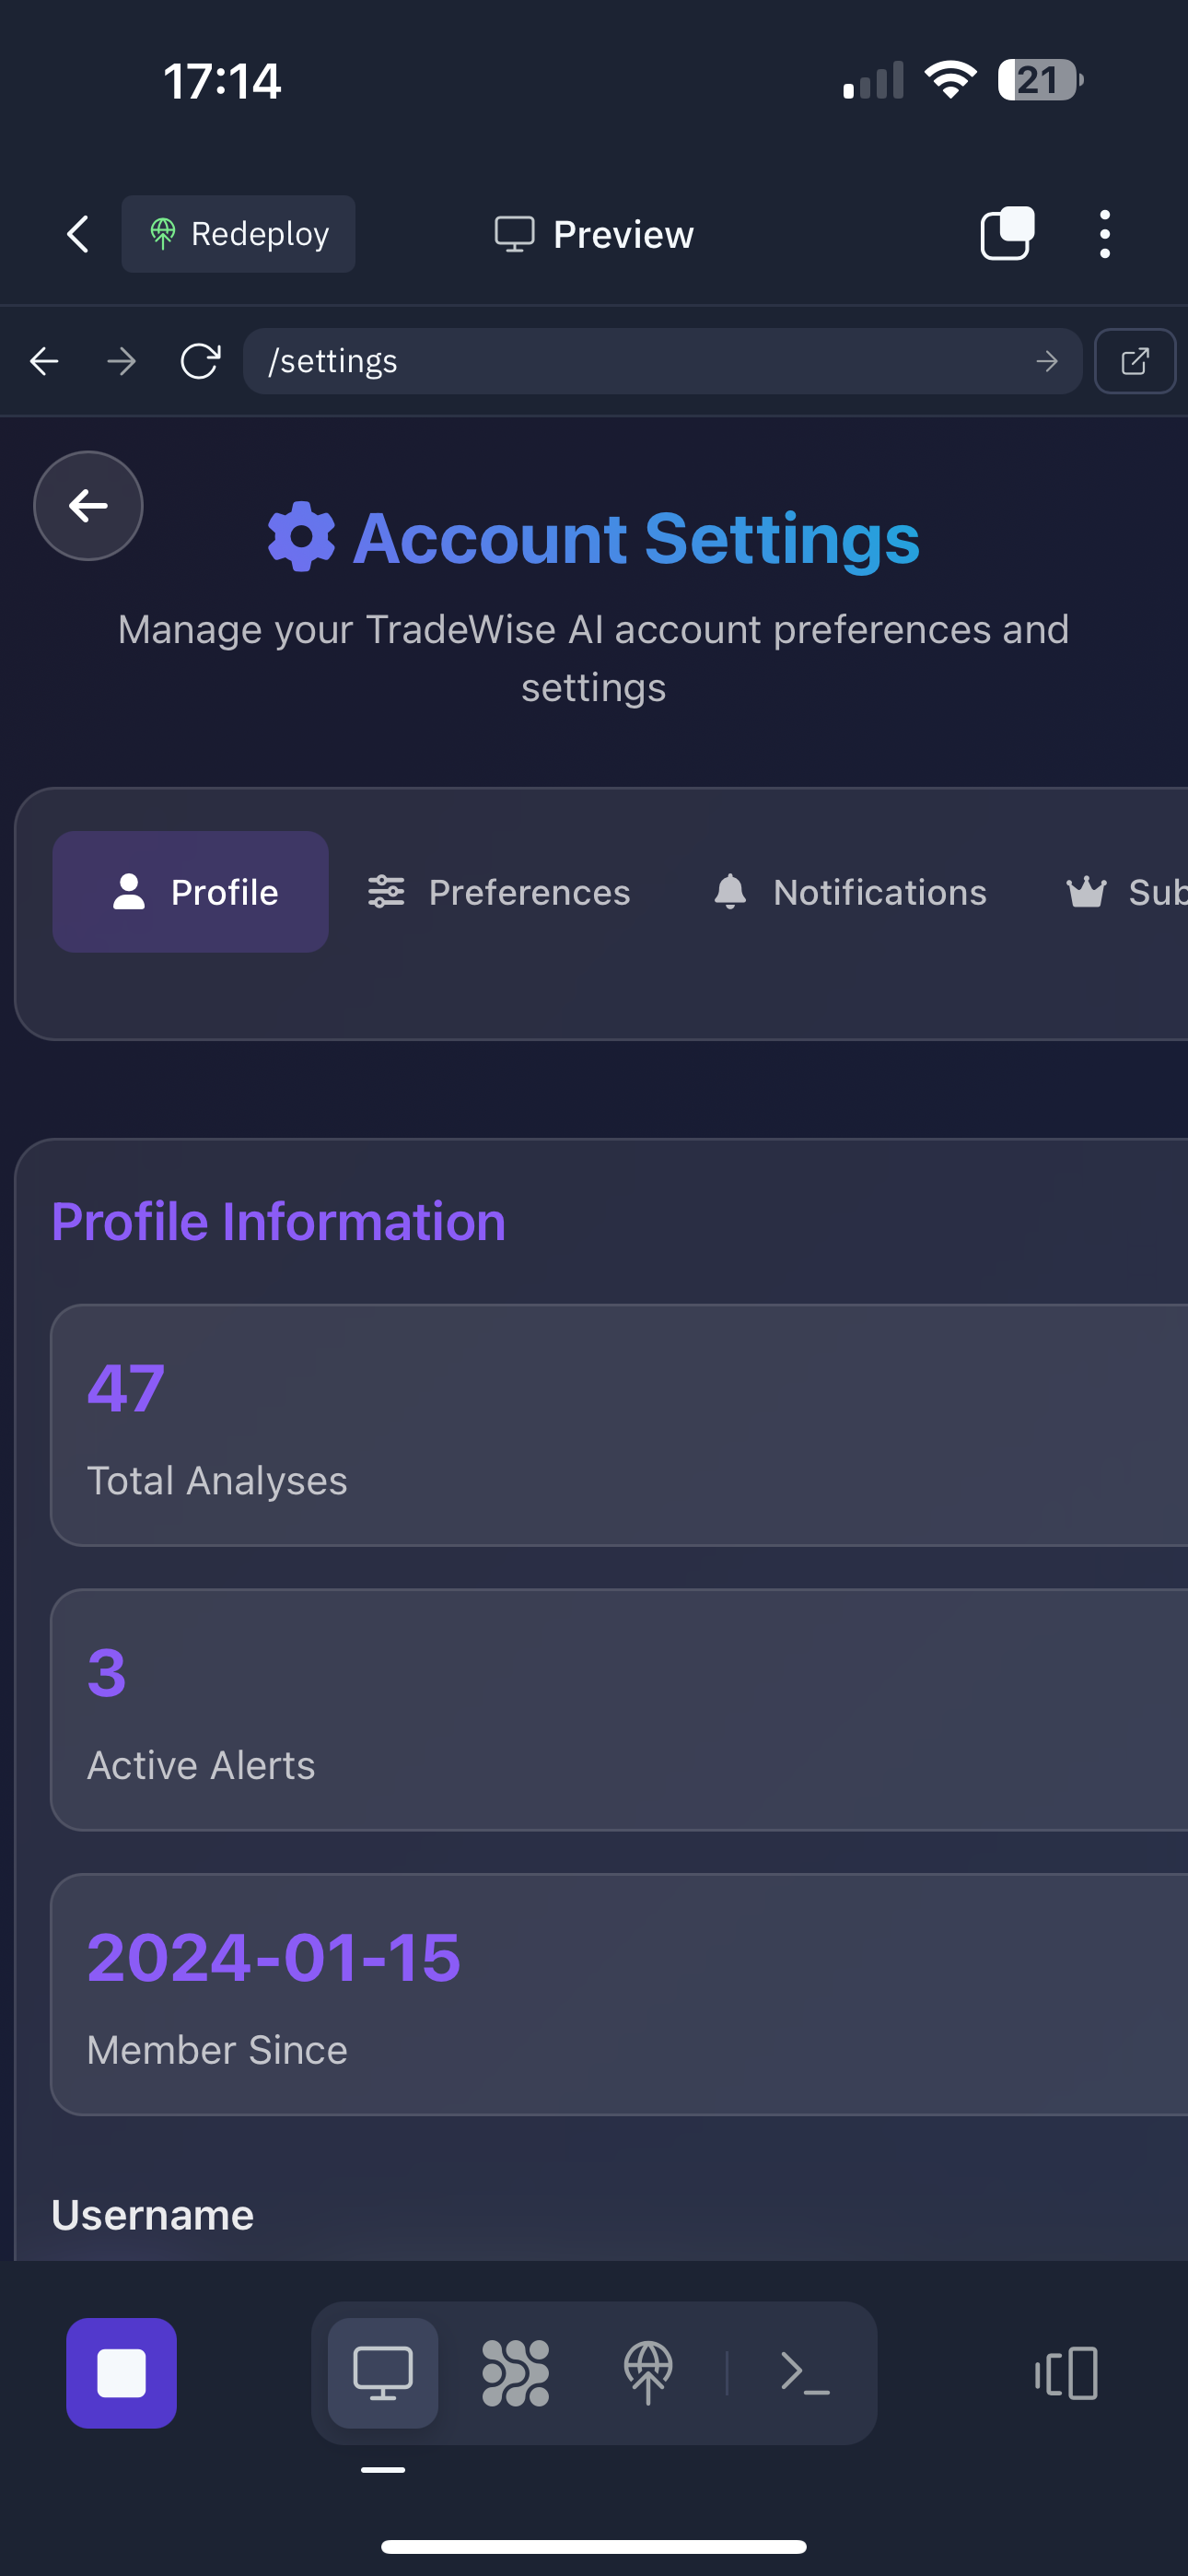 17:14
21
Redeploy
Preview
/settings
Account Settings
Manage your TradeWise AI account preferences and
settings
Profile
Preferences
Notifications
Sub
Profile Information
47
Total Analyses
3
Active Alerts
2024-01-15
Member Since
Username